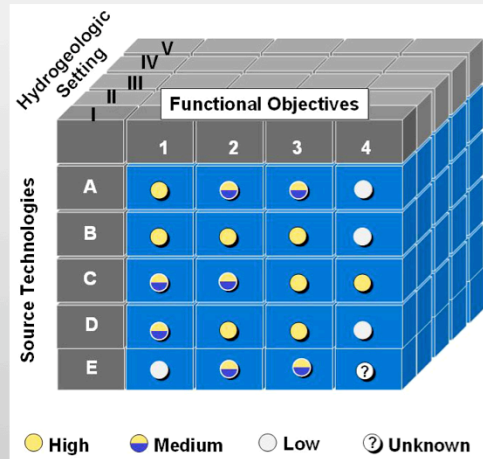 Hydrogeologic
Setting
V
IV
III
II
I
Functional Objectives
1 2 3 4
Source Technologies
A
B
C
D
E
?
High Medium Low ? Unknown